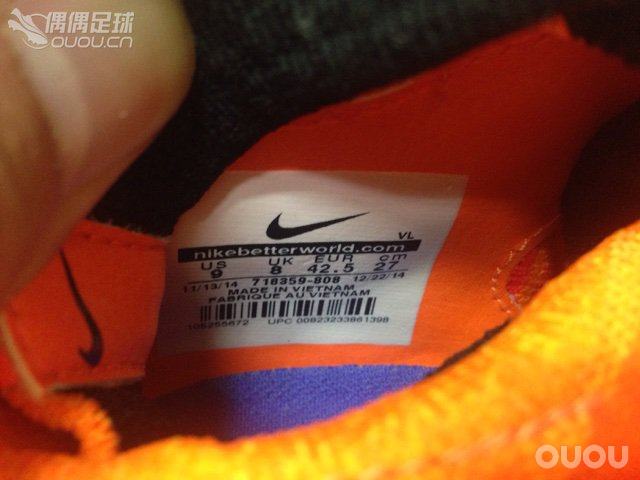 偶偶足球
OUOU.CN
VL
nikebetterworld.com
US UK EUR cm
9 8 42.5 27
11/13/14 718359-808 12/22/14
MADE IN VIETNAM
FABRIQUE AU VIETNAM
105255672 UPC 00823233861398
OUOU